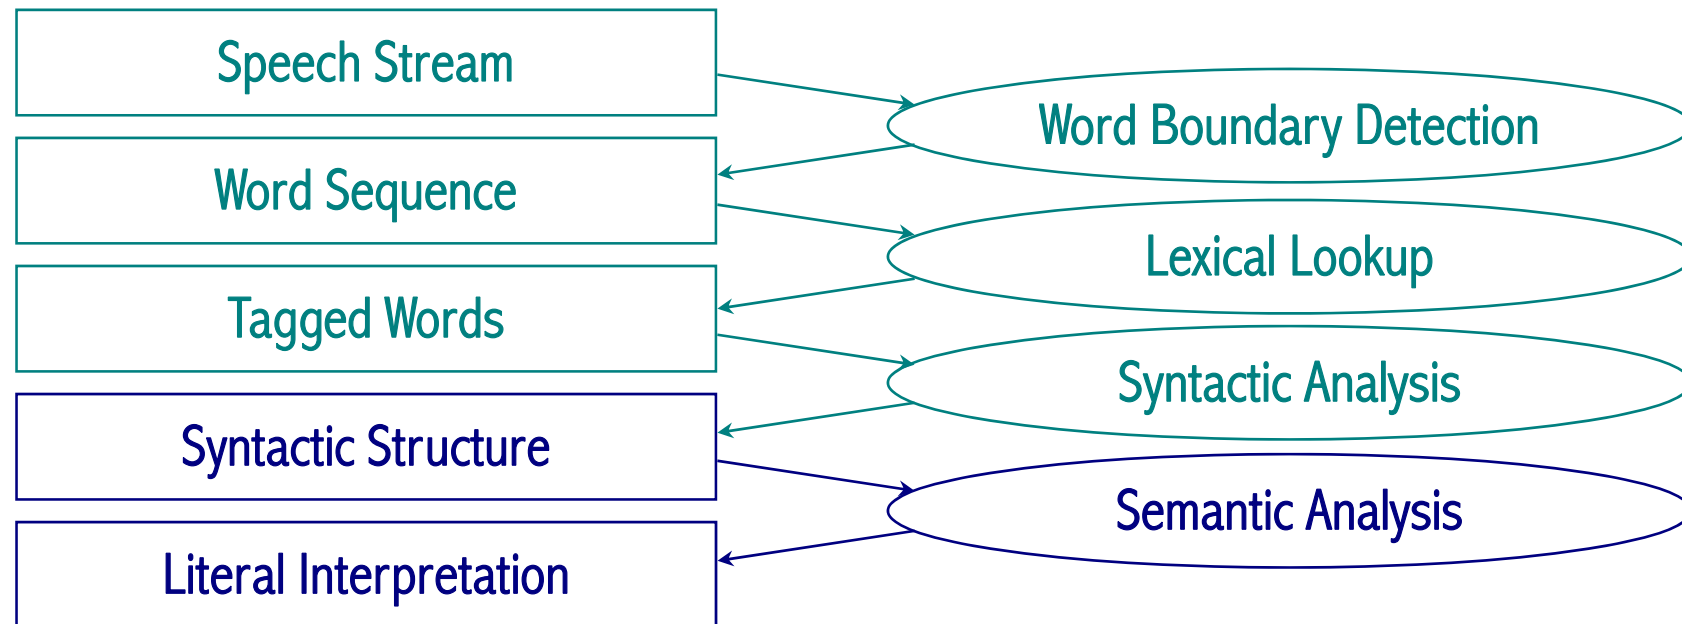 Speech Stream
Word Boundary Detection
Word Sequence
Lexical Lookup
Tagged Words
Syntactic Analysis
Syntactic Structure
Semantic Analysis
Literal Interpretation